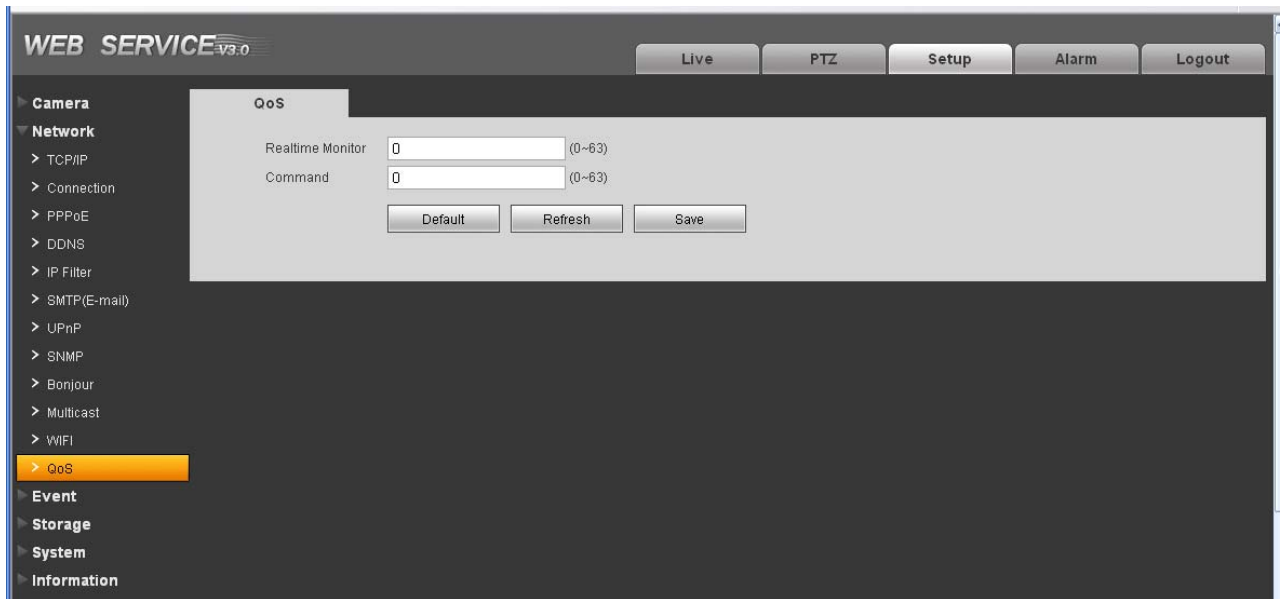 WEB SERVICE V3.0
Live PTZ Setup Alarm Logout
Camera
Network
TCP/IP
Connection
PPPoE
DDNS
IP Filter
SMTP(E-mail)
UPnP
SNMP
Bonjour
Multicast
WIFI
QoS
Event
Storage
System
Information
QoS
Realtime Monitor 0 (0~63)
Command 0 (0~63)
Default Refresh Save